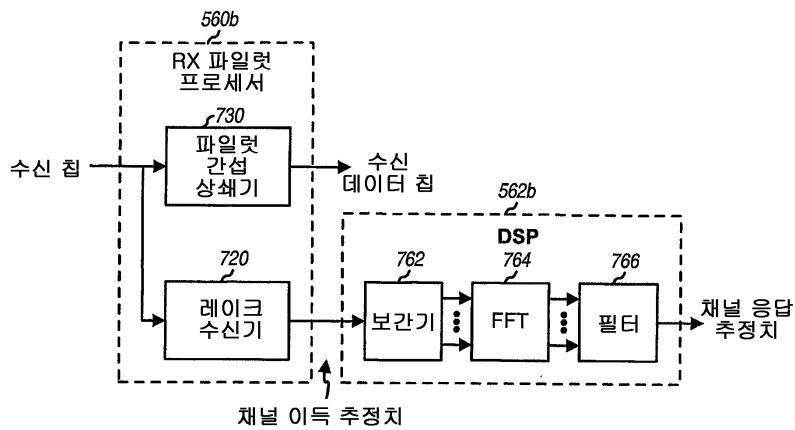 560b
RX 파일럿
프로세서
730
파일럿
간섭
상쇄기
수신 칩
수신
데이터 칩
562b
DSP
720
레이크
수신기
762
보간기
764
FFT
766
필터
채널 응답
추정치
채널 이득 추정치